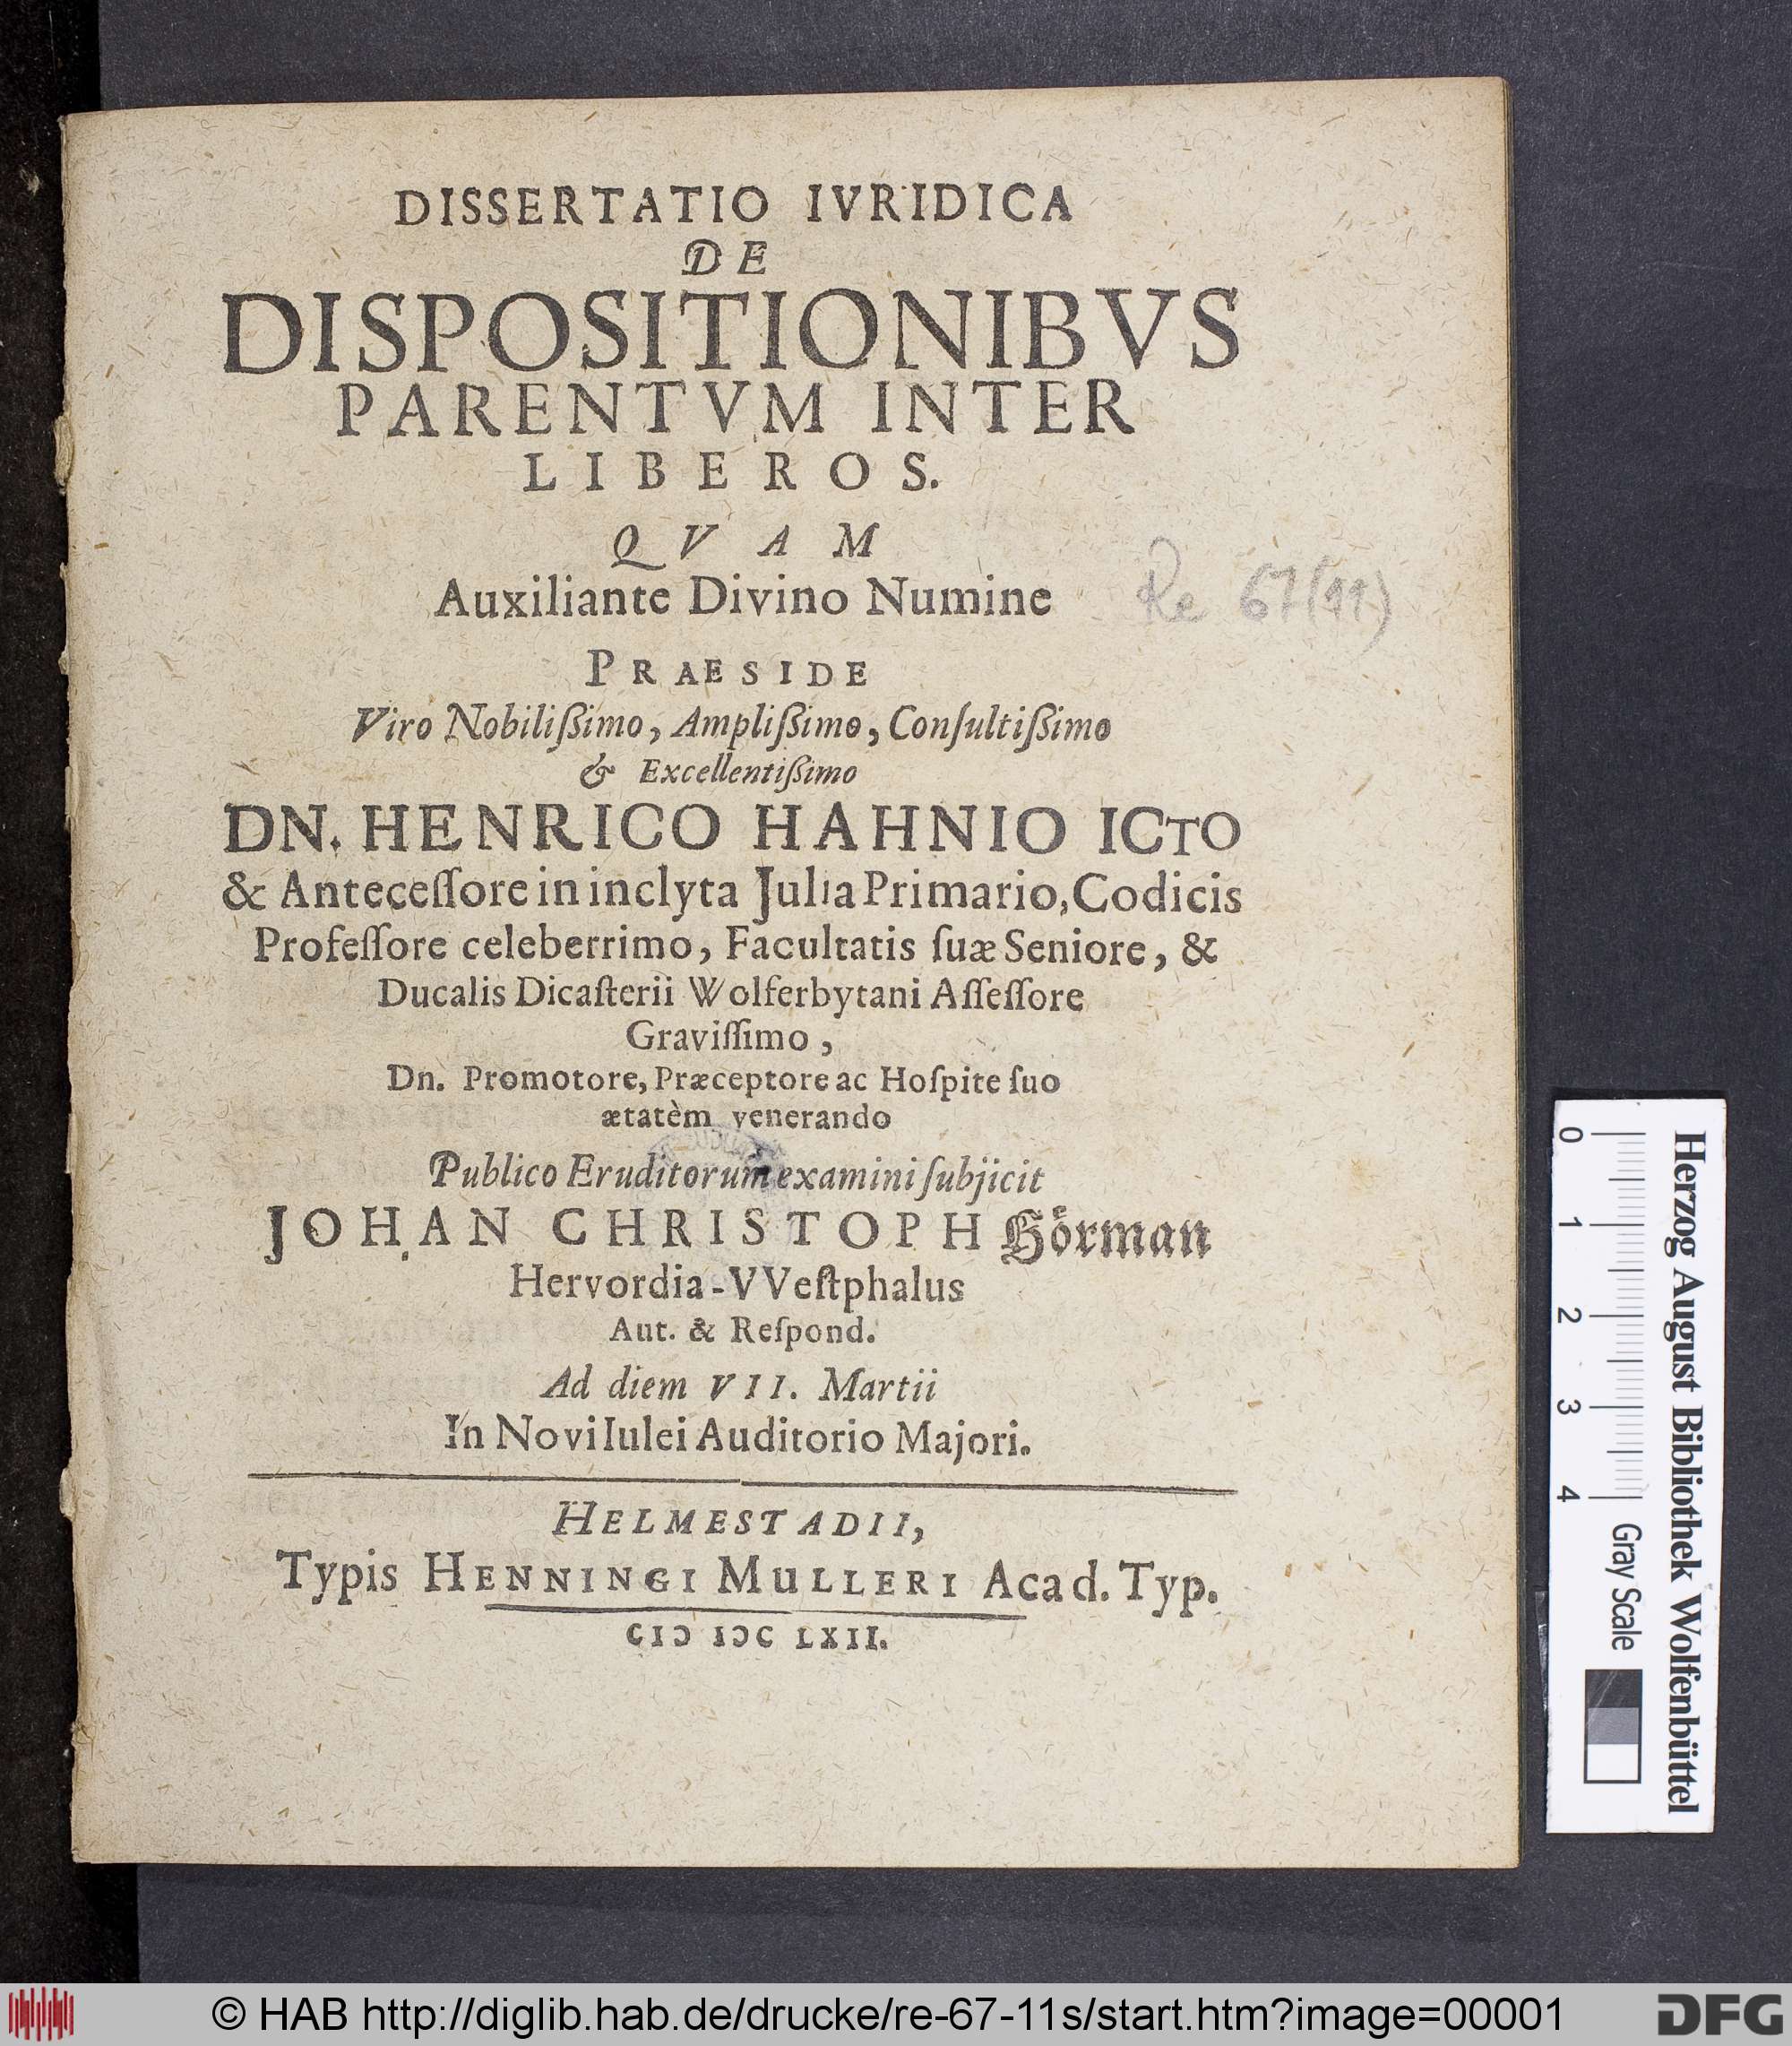 DISSERTATIO IVRIDICA
DE
DISPOSITIONIBVS
PARENTVM INTER
LIBEROS.
QVAM
Auxiliante Divino Numine
Re 67(11)
PRAESIDE
Viro Nobilißimo, Amplißimo, Conſultißimo
& Excellentißimo
DN. HENRICO HAHNIO ICTO
& Anteceſſore in inclyta Julia Primario, Codicis
Profeſſore celeberrimo, Facultatis ſuæ Seniore, &
Ducalis Dicaſterii Wolferbytani Aſſeſſore
Graviſſimo,
Dn. Promotore, Præceptore ac Hoſpite ſuo
ætatèm venerando
Publico Eruditorum examini ſubjicit
JOHAN CHRISTOPH Hoͤrman
Hervordia-VVeſtphalus
Aut. & Reſpond.
Ad diem VII. Martii
In Novi Iulei Auditorio Majori.
HELMESTADII,
Typis HENNINGI MULLERI Acad. Typ.
CIↃ IↃC LXII.
0 1 2 3 4 Gray Scale
Herzog August Bibliothek Wolfenbüttel
© HAB http://diglib.hab.de/drucke/re-67-11s/start.htm?image=00001
DFG